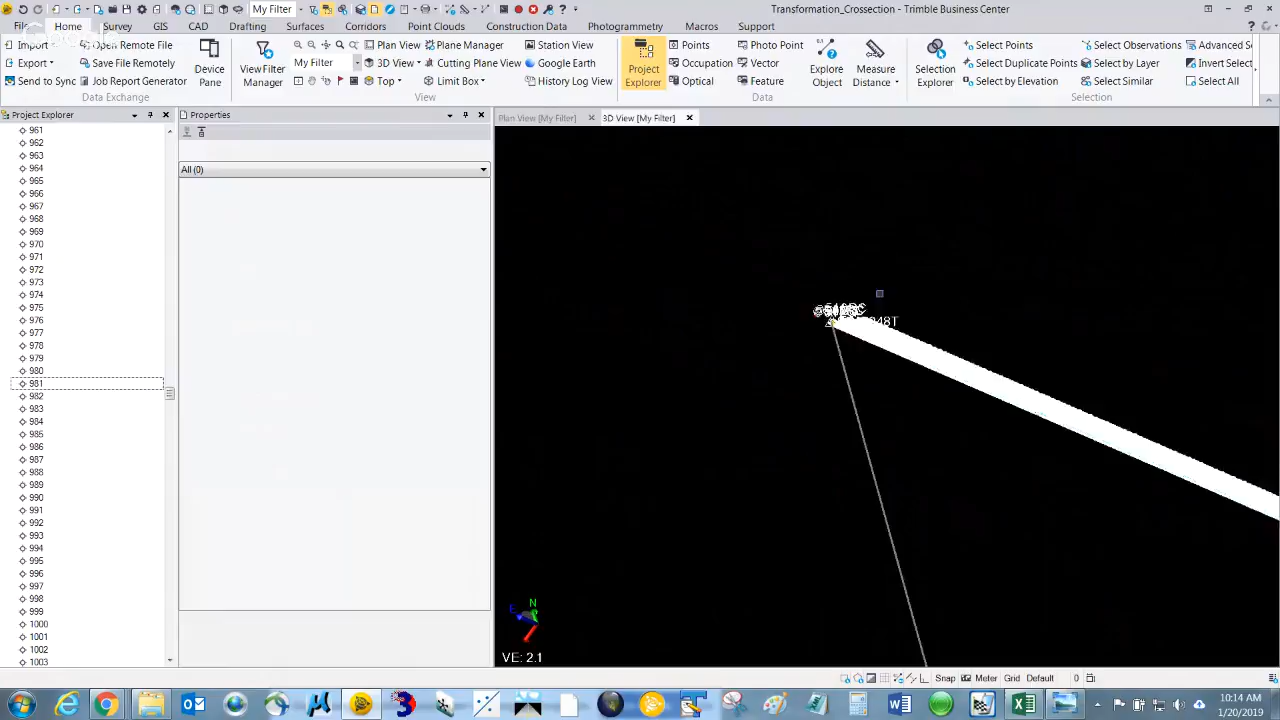 My Filter
Transformation_Crossection - Trimble Business Center
File Home Survey GIS CAD Drafting Surfaces Corridors Point Clouds Construction Data Photogrammetry Macros Support
Import Open Remote File
Export Save File Remotely
Send to Sync Job Report Generator
Device Pane
Data Exchange
View Filter Manager
My Filter
Plan View Plane Manager Station View
3D View Cutting Plane View Google Earth
Top Limit Box History Log View
View
Project Explorer
Points Photo Point
Occupation Vector
Optical Feature
Explore Object
Measure Distance
Data
Selection Explorer
Select Points Select Observations Advanced Se
Select Duplicate Points Select by Layer Invert Select
Select by Elevation Select Similar Select All
Selection
Project Explorer
Properties
Plan View [My Filter]
3D View [My Filter]
All (0)
961
962
963
964
965
966
967
968
969
970
971
972
973
974
975
976
977
978
979
980
981
982
983
984
985
986
987
988
989
990
991
992
993
994
995
996
997
998
999
1000
1001
1002
1003
N
E
VE: 2.1
Snap Meter Grid Default 0
10:14 AM
1/20/2019